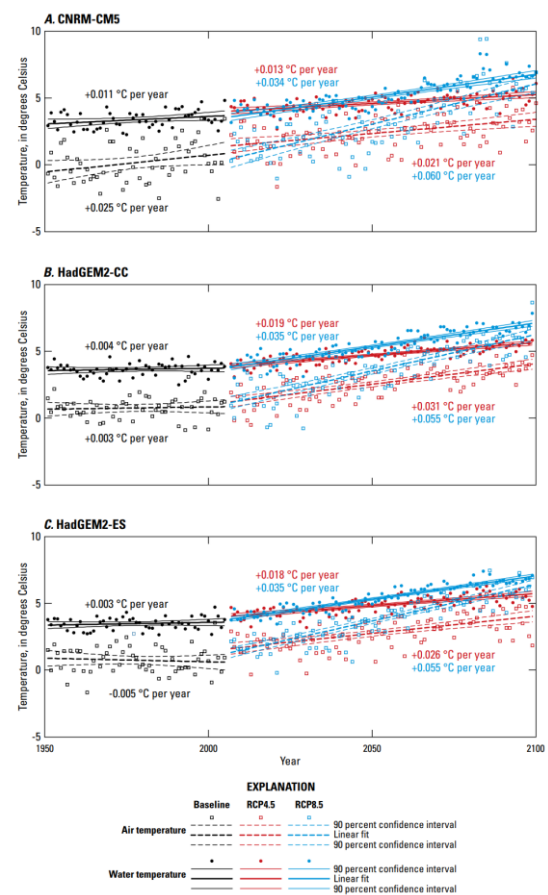 A. CNRM-CM5
10
+0.013 °C per year
+0.034 °C per year
+0.011 °C per year
5
0
+0.021 °C per year
+0.060 °C per year
+0.025 °C per year
-5
Temperature, in degrees Celsius
B. HadGEM2-CC
10
+0.019 °C per year
+0.035 °C per year
+0.004 °C per year
5
0
+0.031 °C per year
+0.055 °C per year
+0.003 °C per year
-5
Temperature, in degrees Celsius
C. HadGEM2-ES
10
+0.018 °C per year
+0.035 °C per year
+0.003 °C per year
5
0
+0.026 °C per year
+0.055 °C per year
-0.005 °C per year
-5
Temperature, in degrees Celsius
1950 2000 2050 2100
Year
EXPLANATION
Baseline RCP4.5 RCP8.5
90 percent confidence interval
Air temperature Linear fit
90 percent confidence interval
90 percent confidence interval
Water temperature Linear fit
90 percent confidence interval